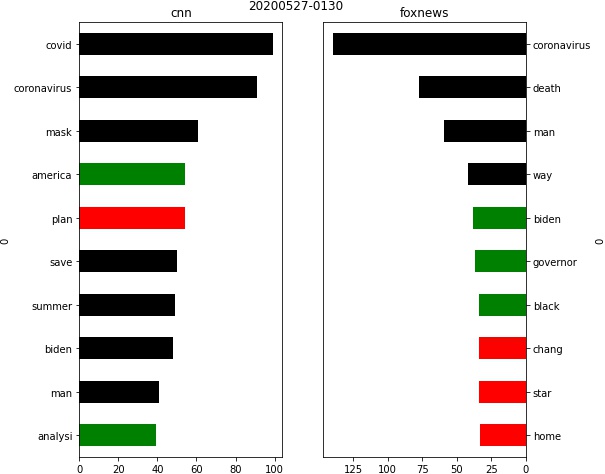 20200527-0130
cnn
foxnews
covid
coronavirus
mask
america
plan
save
summer
biden
man
analysi
0
0 20 40 60 80 100
coronavirus
death
man
way
biden
governor
black
chang
star
home
0
125 100 75 50 25 0